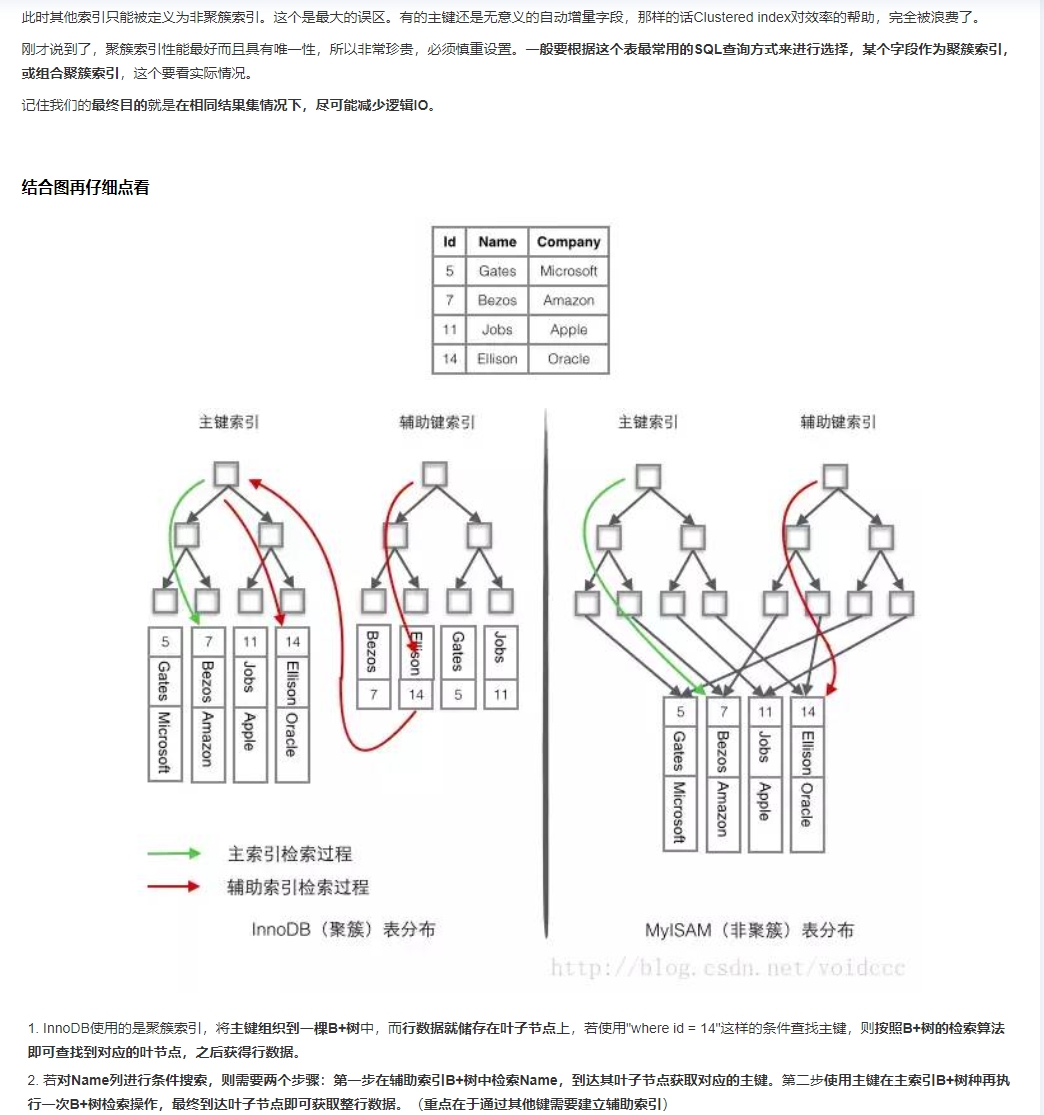 此时其他索引只能被定义为非聚簇索引。这个是最大的误区。有的主键还是无意义的自动增量字段，那样的话Clustered index对效率的帮助，完全被浪费了。
刚才说到了，聚簇索引性能最好而且具有唯一性，所以非常珍贵，必须慎重设置。一般要根据这个表最常用的SQL查询方式来进行选择，某个字段作为聚簇索引，
或组合聚簇索引，这个要看实际情况。
记住我们的最终目的就是在相同结果集情况下，尽可能减少逻辑IO。
结合图再仔细点看
Id Name Company
5 Gates Microsoft
7 Bezos Amazon
11 Jobs Apple
14 Ellison Oracle
主键索引 辅助键索引 主键索引 辅助键索引
5 7 11 14
Gates Bezos Jobs Ellison
Microsoft Amazon Apple Oracle
Bezos Ellison Gates Jobs
7 14 5 11
5 7 11 14
Gates Bezos Jobs Ellison
Microsoft Amazon Apple Oracle
主索引检索过程
辅助索引检索过程
InnoDB（聚簇）表分布 MyISAM（非聚簇）表分布
http://blog.csdn.net/voidccc
1. InnoDB使用的是聚簇索引，将主键组织到一棵B+树中，而行数据就储存在叶子节点上，若使用"where id = 14"这样的条件查找主键，则按照B+树的检索算法
即可查找到对应的叶节点，之后获得行数据。
2. 若对Name列进行条件搜索，则需要两个步骤：第一步在辅助索引B+树中检索Name，到达其叶子节点获取对应的主键。第二步使用主键在主索引B+树种再执
行一次B+树检索操作，最终到达叶子节点即可获取整行数据。（重点在于通过其他键需要建立辅助索引）